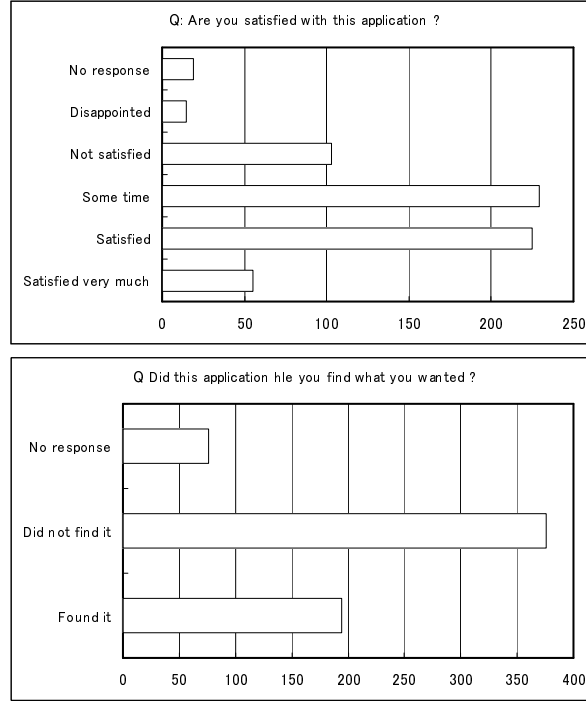 Q: Are you satisfied with this application ?
No response
Disappointed
Not satisfied
Some time
Satisfied
Satisfied very much
0 50 100 150 200 250
Q Did this application hle you find what you wanted ?
No response
Did not find it
Found it
0 50 100 150 200 250 300 350 400